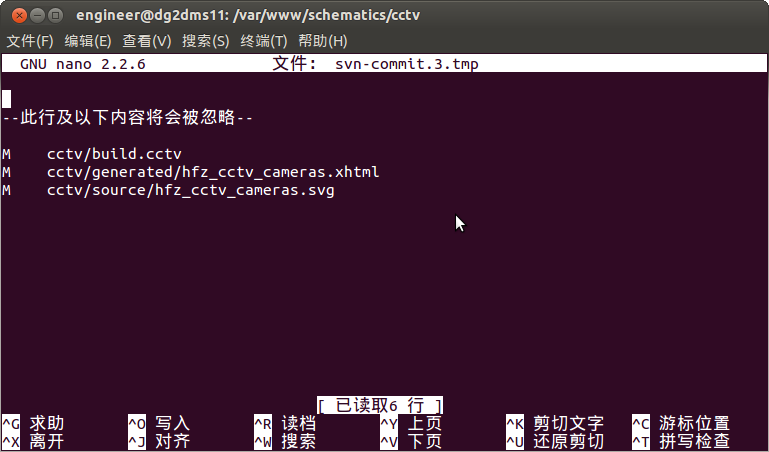 engineer@dg2dms11: /var/www/schematics/cctv
文件(F) 编辑(E) 查看(V) 搜索(S) 终端(T) 帮助(H)
GNU nano 2.2.6 文件: svn-commit.3.tmp
--此行及以下内容将会被忽略--
M cctv/build.cctv
M cctv/generated/hfz_cctv_cameras.xhtml
M cctv/source/hfz_cctv_cameras.svg
[ 已读取6 行 ]
^G 求助 ^O 写入 ^R 读档 ^Y 上页 ^K 剪切文字 ^C 游标位置
^X 离开 ^J 对齐 ^W 搜索 ^V 下页 ^U 还原剪切 ^T 拼写检查